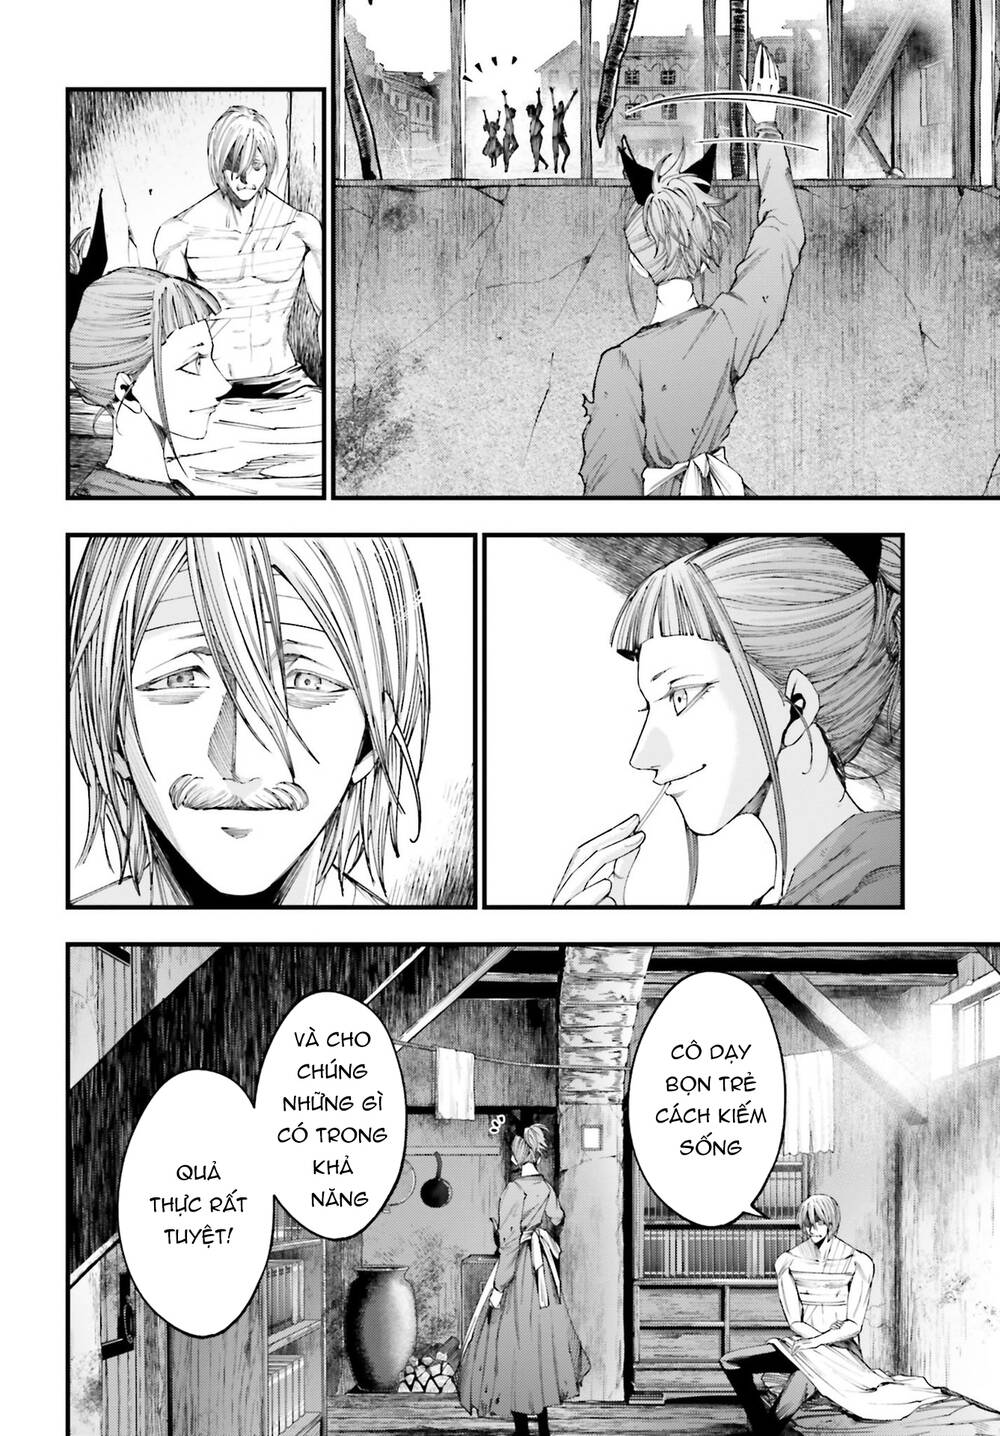 CÔ DẠY
BỌN TRẺ
CÁCH KIẾM
SỐNG
VÀ CHO
CHÚNG
NHỮNG GÌ
CÓ TRONG
KHẢ
NĂNG
QUẢ
THỰC RẤT
TUYỆT!